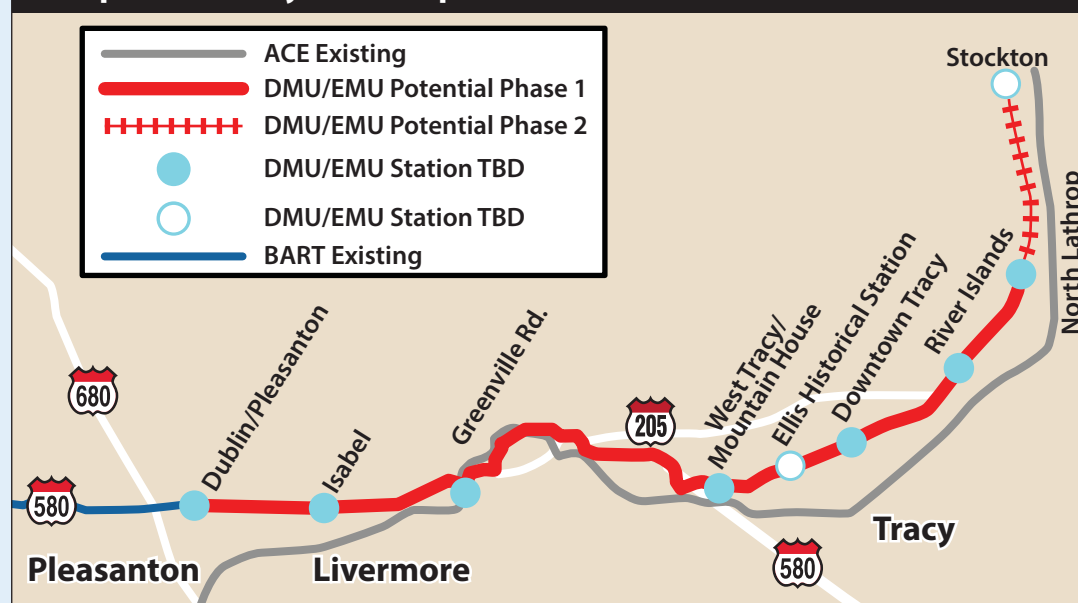 ACE Existing
DMU/EMU Potential Phase 1
DMU/EMU Potential Phase 2
DMU/EMU Station TBD
DMU/EMU Station TBD
BART Existing
Stockton
North Lathrop
River Islands
Downtown Tracy
Ellis Historical Station
West Tracy/
Mountain House
Greenville Rd.
Isabel
Dublin/Pleasanton
680
205
580
580
Pleasanton
Livermore
Tracy